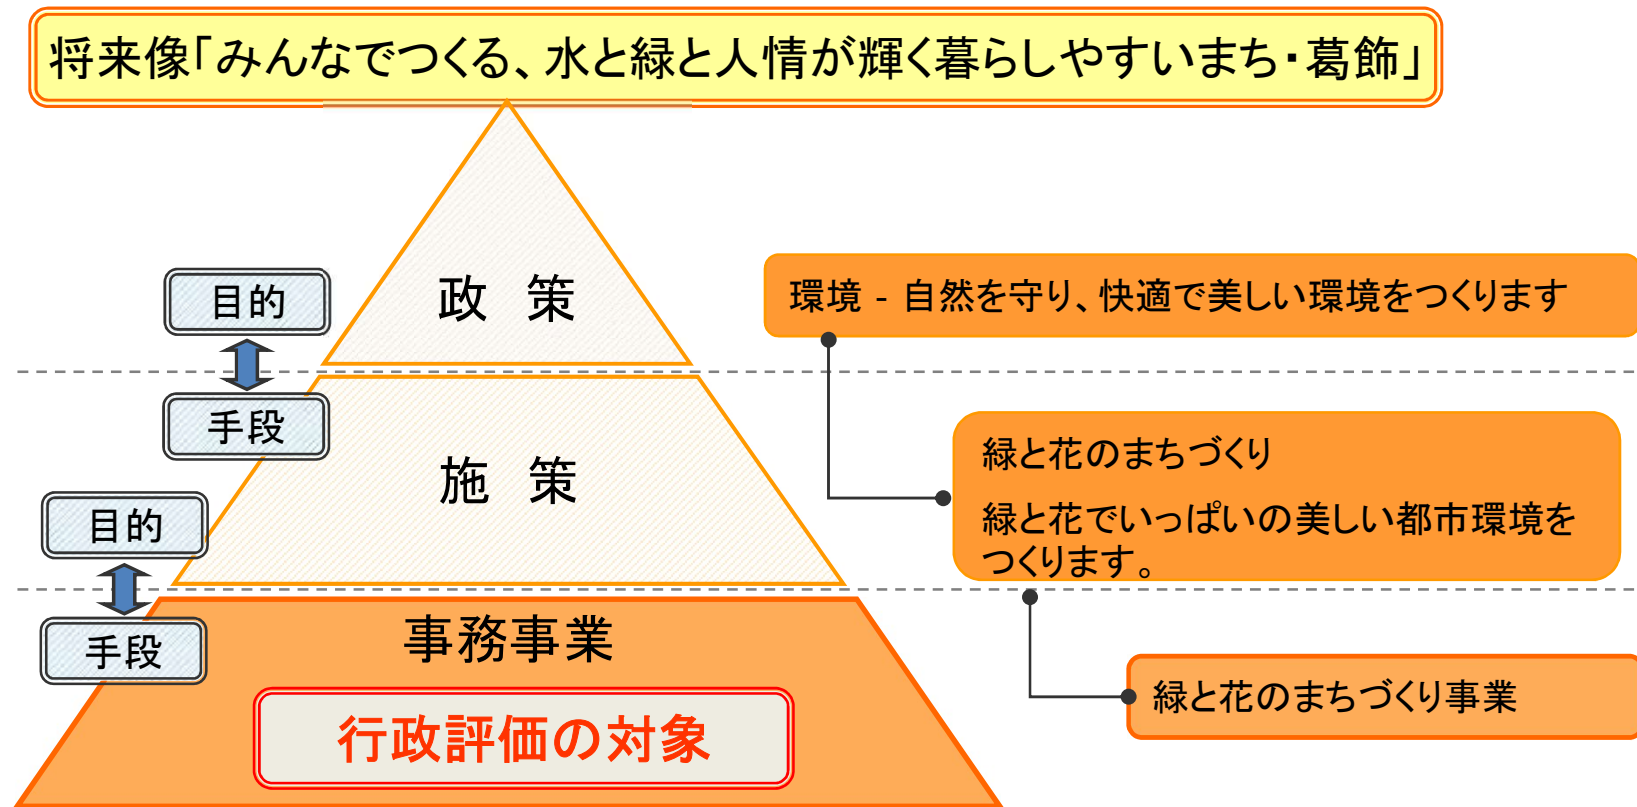 将来像「みんなでつくる、水と緑と人情が輝く暮らしやすいまち・葛飾」
政 策
目的
手段
環境 - 自然を守り、快適で美しい環境をつくります
施 策
目的
手段
緑と花のまちづくり
緑と花でいっぱいの美しい都市環境を
つくります。
事務事業
行政評価の対象
緑と花のまちづくり事業